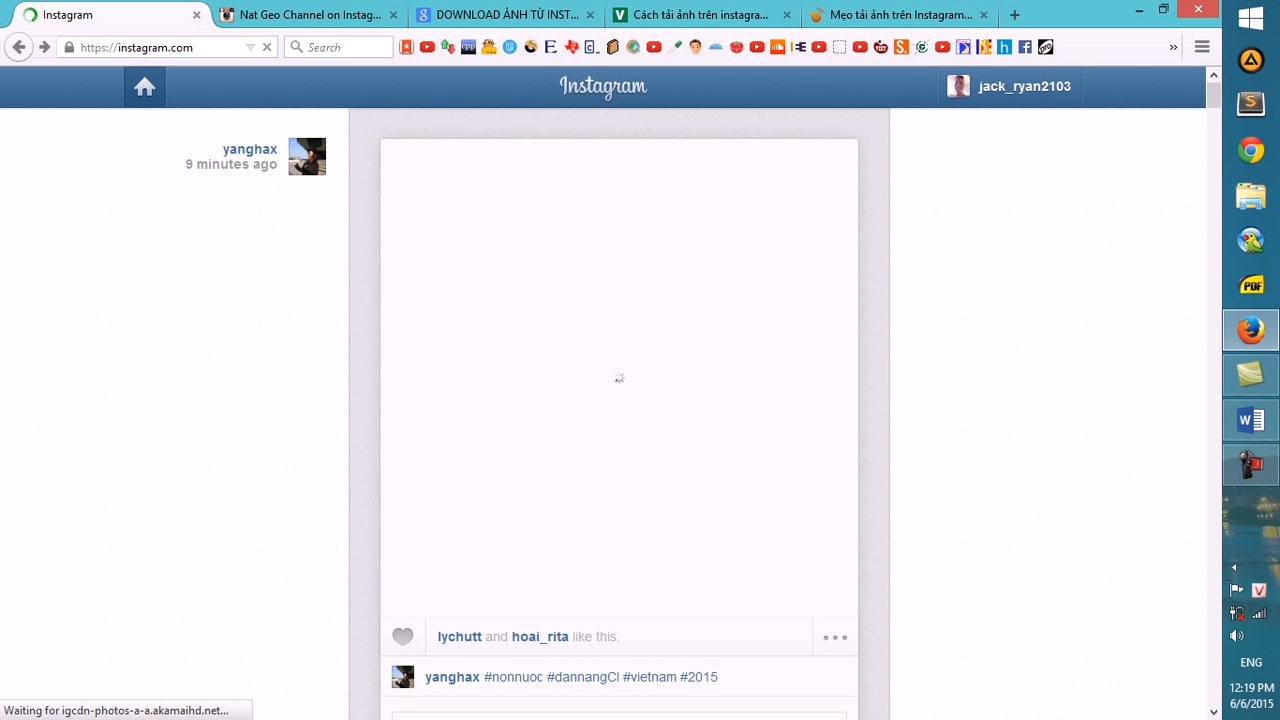 Instagram
Nat Geo Channel on Instag...
DOWNLOAD ẢNH TỪ INST...
Cách tải ảnh trên instagra...
Mẹo tải ảnh trên Instagram...
https://instagram.com
Search
Instagram
jack_ryan2103
yanghax
9 minutes ago
lychutt and hoai_rita like this.
yanghax #nonnuoc #dannangCl #vietnam #2015
Waiting for igcdn-photos-a-a.akamaihd.net...
PDF
ENG
12:19 PM
6/6/2015